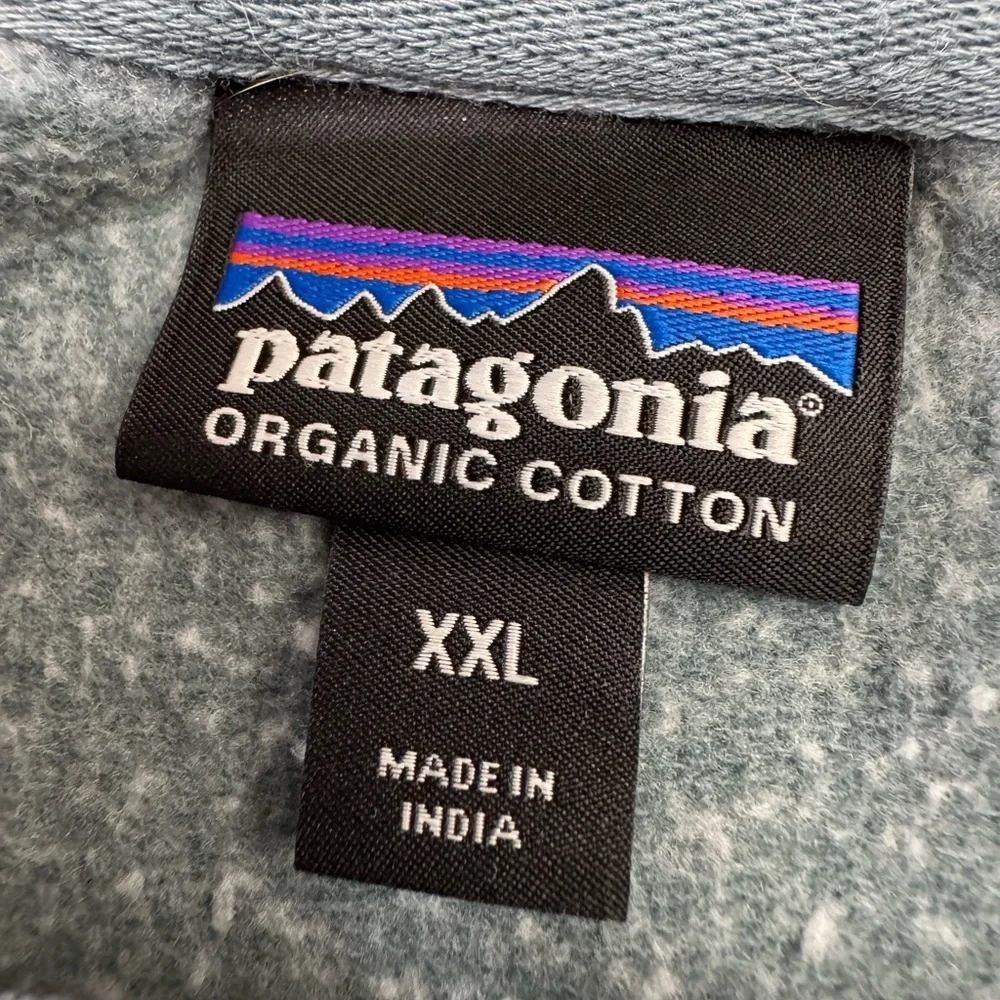 patagonia®
ORGANIC COTTON
XXL
MADE IN
INDIA